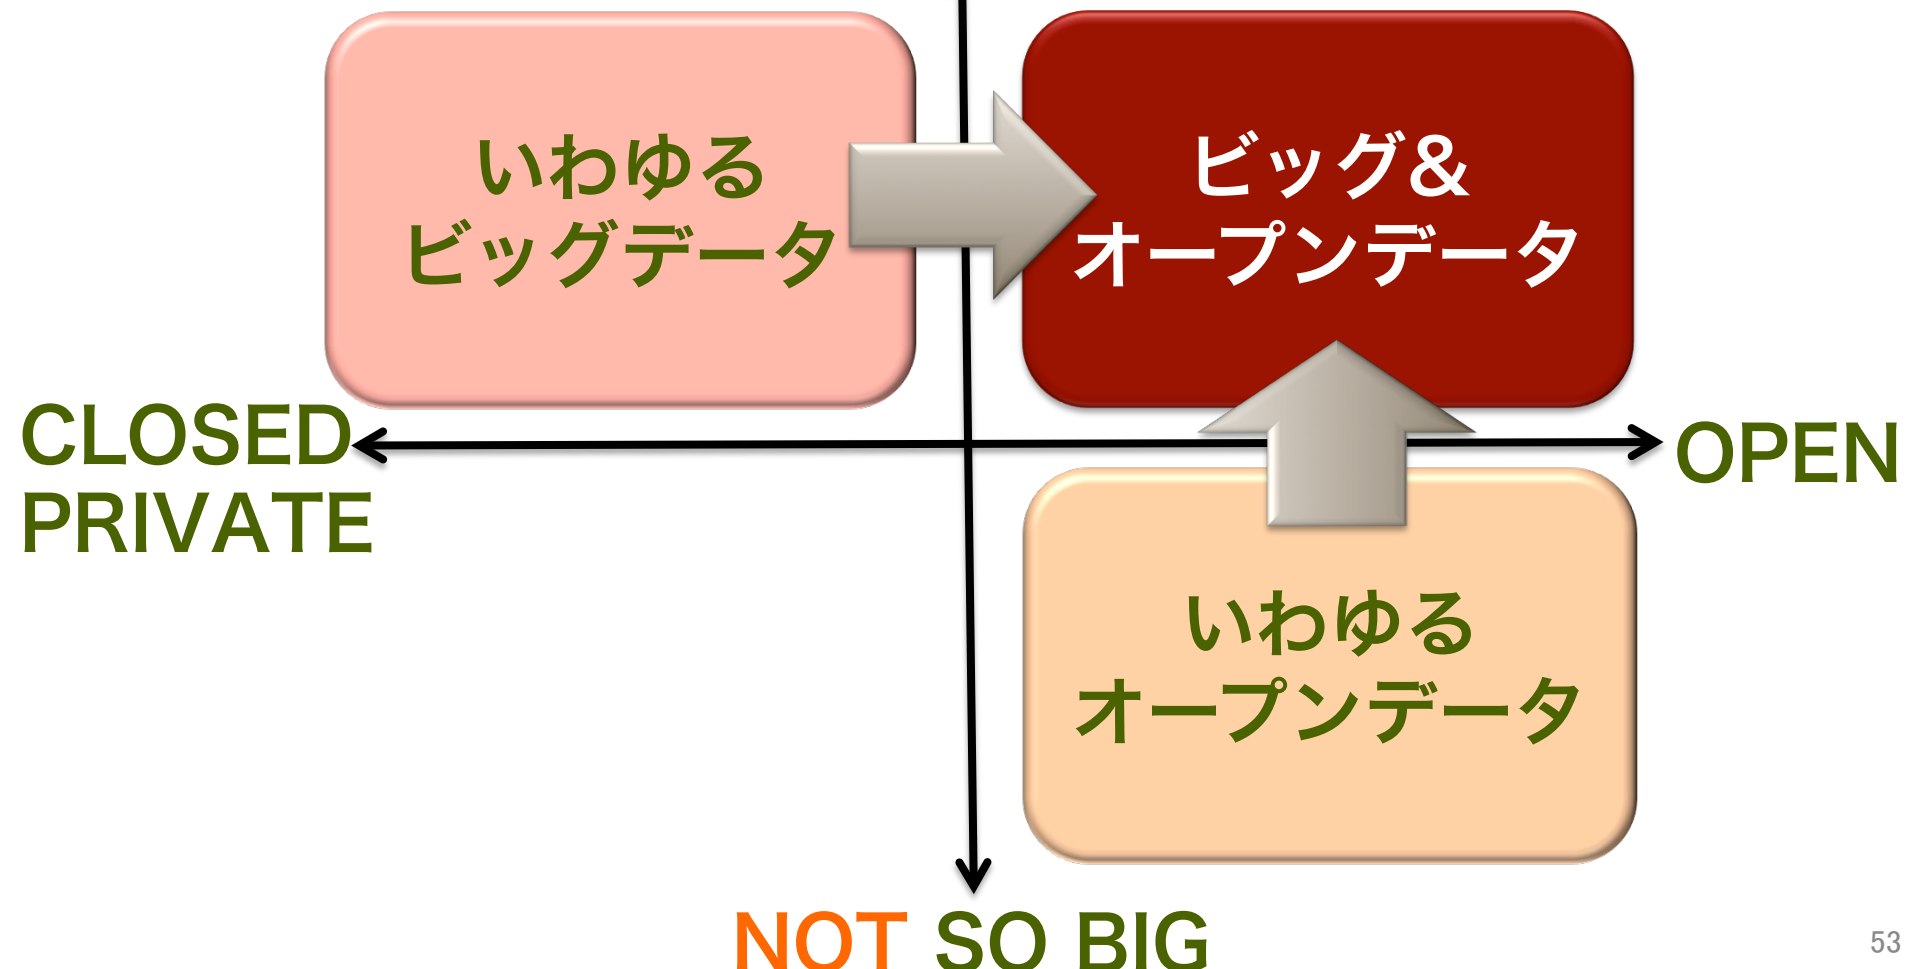 いわゆる
ビッグデータ
ビッグ&
オープンデータ
CLOSED
PRIVATE
OPEN
いわゆる
オープンデータ
NOT SO BIG
53